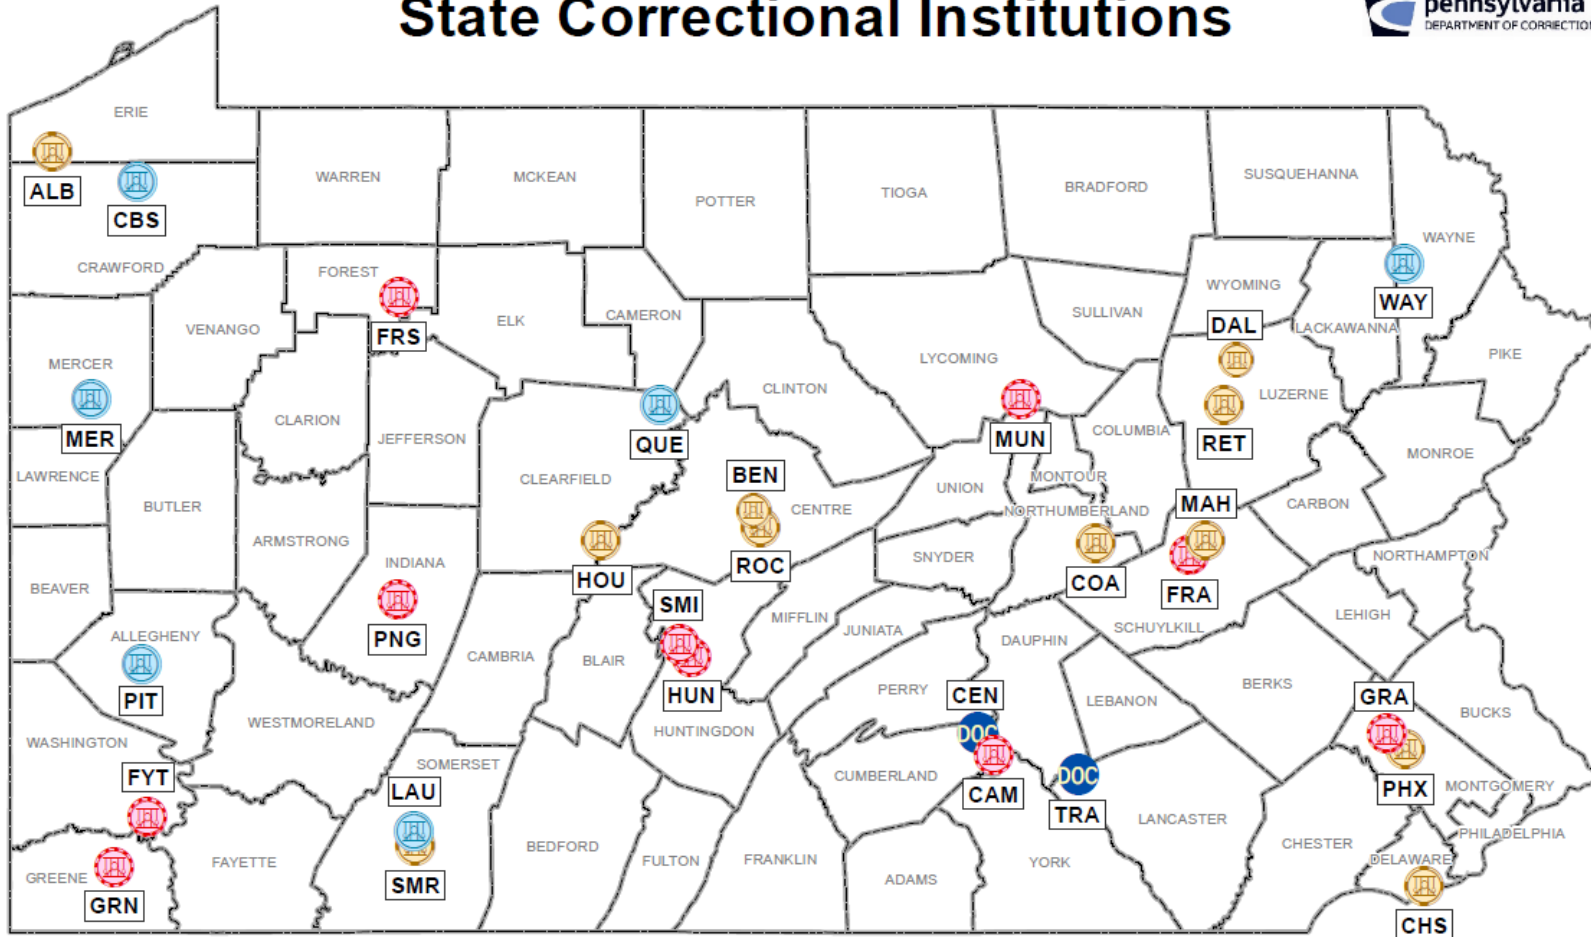 State Correctional Institutions
pennsylvania
DEPARTMENT OF CORRECTION
ERIE
ALB
CBS
WARREN
MCKEAN
POTTER
TIOGA
BRADFORD
SUSQUEHANNA
WAYNE
CRAWFORD
FOREST
FRS
VENANGO
ELK
CAMERON
SULLIVAN
WYOMING
WAY
DAL
LACKAWANNA
PIKE
MERCER
MER
LYCOMING
CLINTON
LUZERNE
RET
CLARION
JEFFERSON
QUE
MUN
COLUMBIA
MONROE
LAWRENCE
BUTLER
CLEARFIELD
BEN
CENTRE
ROC
UNION
MONTOUR
NORTHUMBERLAND
MAH
CARBON
ARMSTRONG
INDIANA
HOU
SNYDER
COA
FRA
NORTHAMPTON
BEAVER
PNG
SMI
HUN
MIFFLIN
JUNIATA
DAUPHIN
SCHUYLKILL
LEHIGH
ALLEGHENY
PIT
CAMBRIA
BLAIR
PERRY
CEN
DOC
LEBANON
BERKS
GRA
BUCKS
WASHINGTON
WESTMORELAND
HUNTINGDON
SOMERSET
CUMBERLAND
CAM
DOC
TRA
PHX
MONTGOMERY
FYT
LAU
SMR
LANCASTER
PHILADELPHIA
CHESTER
DELAWARE
GREENE
GRN
FAYETTE
BEDFORD
FULTON
FRANKLIN
ADAMS
YORK
CHS